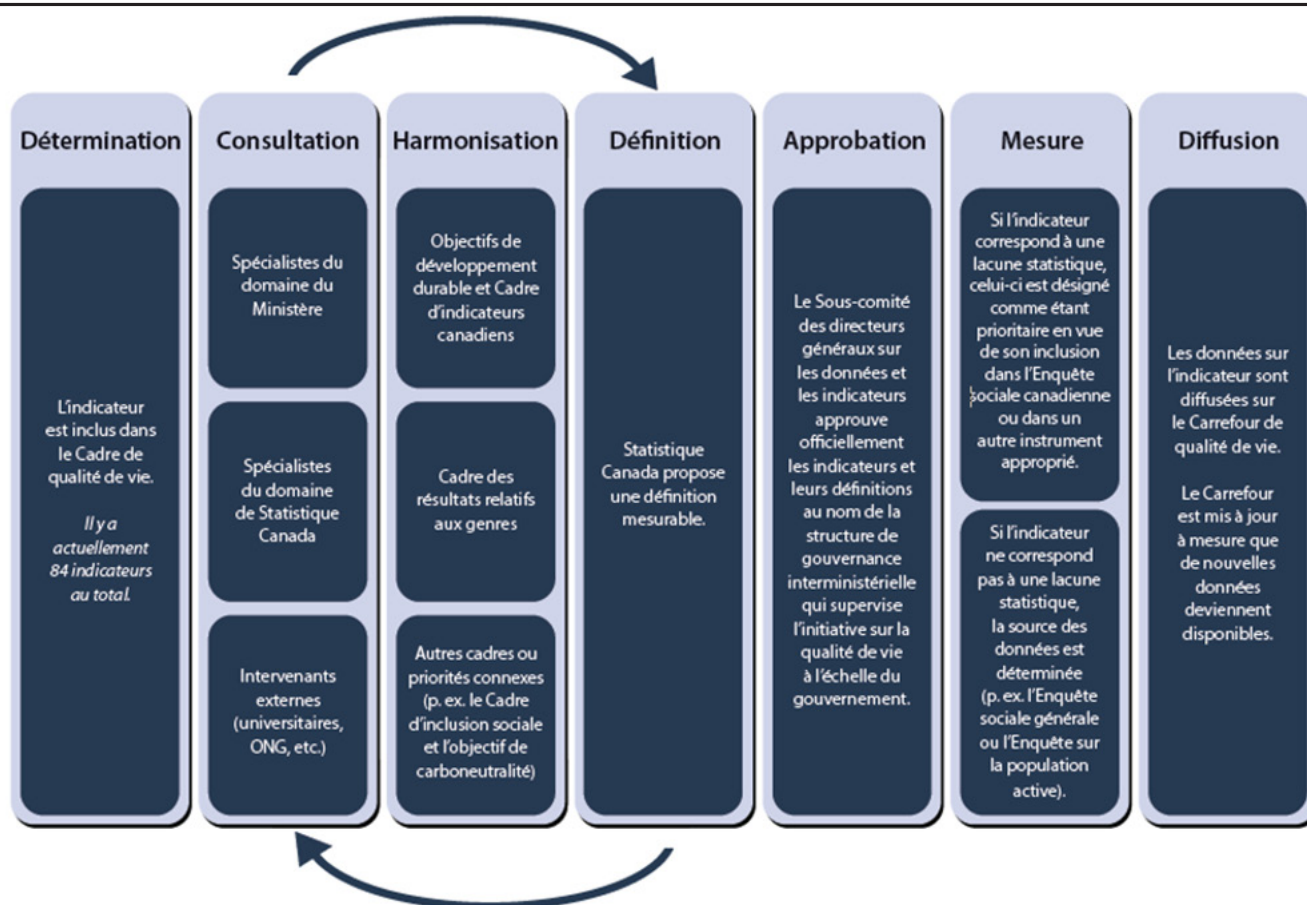 Détermination
L'indicateur
est inclus dans
le Cadre de
qualité de vie.
Il y a
actuellement
84 indicateurs
au total.
Consultation
Spécialistes du
domaine du
Ministère
Spécialistes
du domaine
de Statistique
Canada
Intervenants
externes
(universitaires,
ONG, etc.)
Harmonisation
Objectifs de
développement
durable et Cadre
d'indicateurs
canadiens
Cadre des
résultats relatifs
aux genres
Autres cadres ou
priorités connexes
(p. ex. le Cadre
d'inclusion sociale
et l'objectif de
carboneutralité)
Définition
Statistique
Canada propose
une définition
mesurable.
Approbation
Le Sous-comité
des directeurs
généraux sur
les données et
les indicateurs
approuve
officiellement
les indicateurs et
leurs définitions
au nom de la
structure de
gouvernance
interministérielle
qui supervise
l'initiative sur la
qualité de vie
à l'échelle du
gouvernement.
Mesure
Si l'indicateur
correspond à une
lacune statistique,
celui-ci est désigné
comme étant
prioritaire en vue
de son inclusion
dans l'Enquête
sociale canadienne
ou dans un
autre instrument
approprié.
Si l'indicateur
ne correspond
pas à une lacune
statistique,
la source des
données est
déterminée
(p. ex. l'Enquête
sociale générale
ou l'Enquête sur
la population
active).
Diffusion
Les données sur
l'indicateur sont
diffusées sur
le Carrefour de
qualité de vie.
Le Carrefour
est mis à jour
à mesure que
de nouvelles
données
deviennent
disponibles.